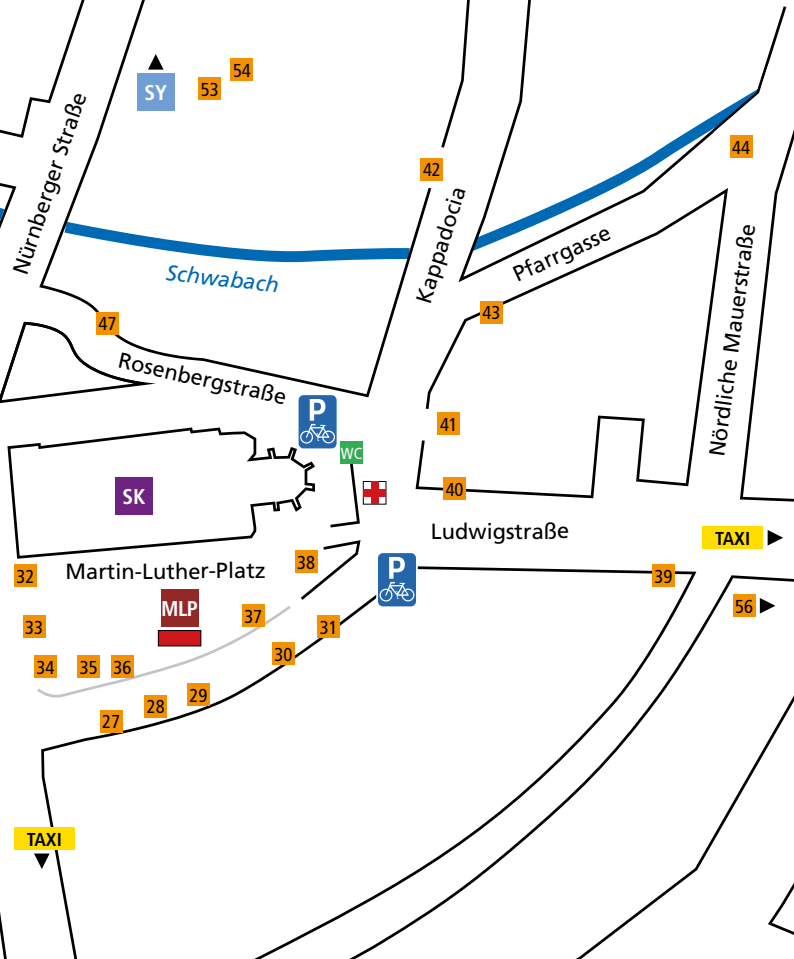 54
SY
53
Nürnberger Straße
44
42
Kappadocia
Pfarrgasse
Schwabach
Nördliche Mauerstraße
43
47
Rosenbergstraße
P
41
WC
SK
40
Ludwigstraße
TAXI
38
Martin-Luther-Platz
32
P
39
MLP
56
37
33
31
30
34
35
36
29
28
27
TAXI